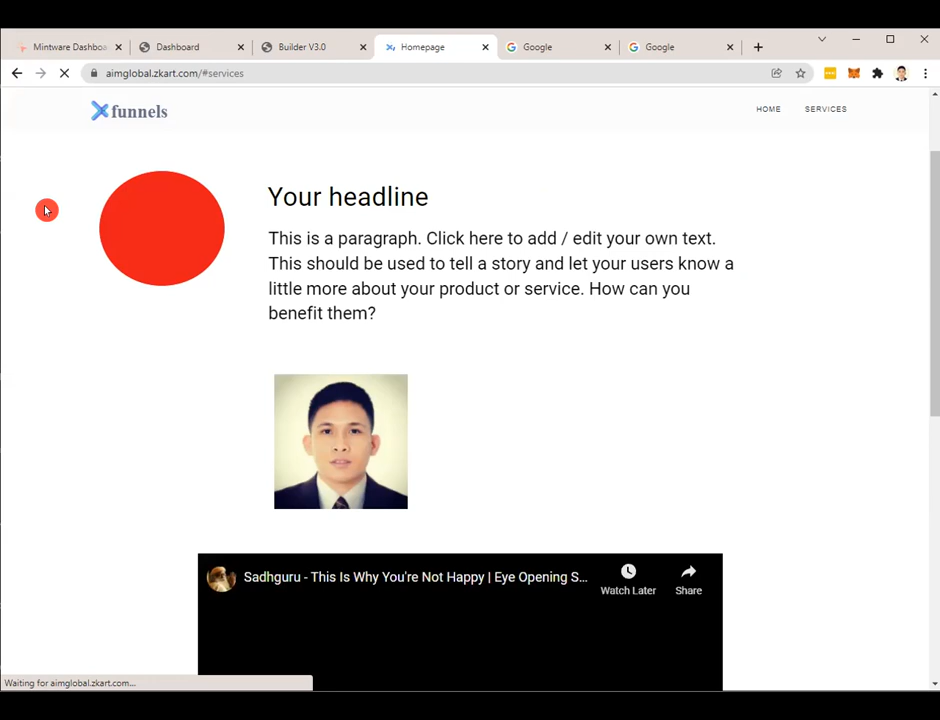 Mintware Dashboa
Dashboard
Builder V3.0
Homepage
Google
Google
aimglobal.zkart.com/#services
funnels
HOME
SERVICES
Your headline
This is a paragraph. Click here to add / edit your own text.
This should be used to tell a story and let your users know a
little more about your product or service. How can you
benefit them?
Sadhguru - This Is Why You're Not Happy | Eye Opening S...
Watch Later
Share
Waiting for aimglobal.zkart.com...